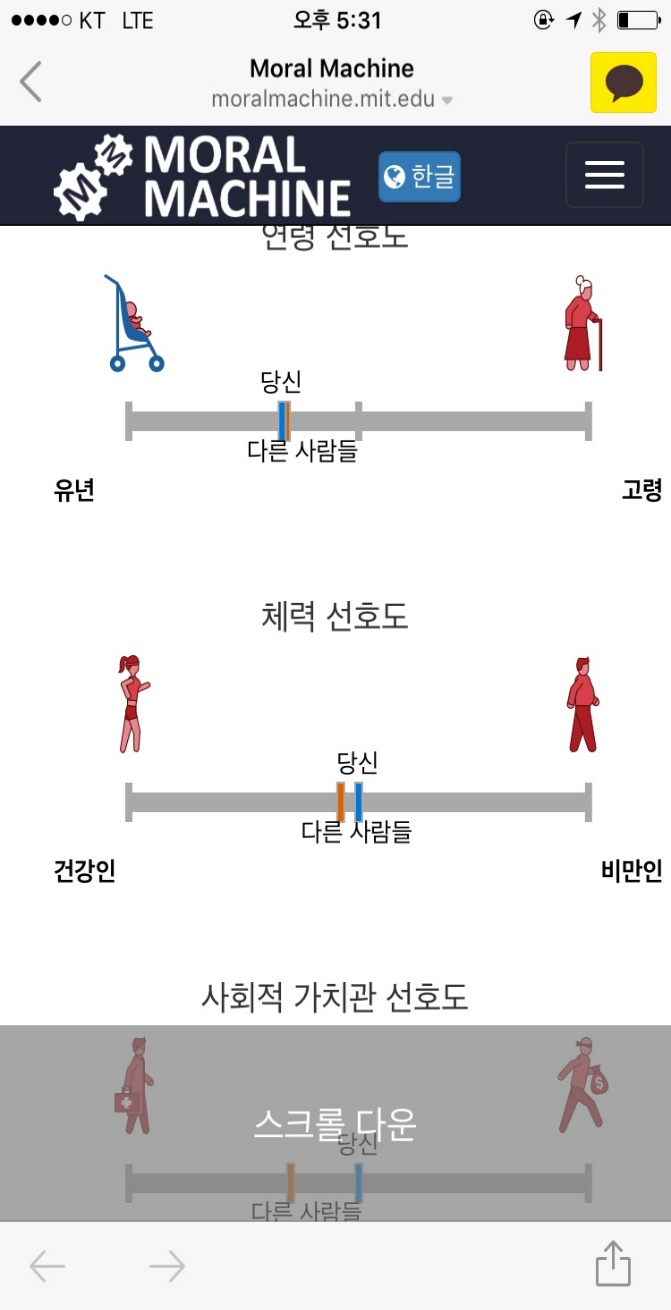 KT LTE 오후 5:31
Moral Machine
moralmachine.mit.edu
MORAL
MACHINE
한글
연령 선호도
당신
다른 사람들
유년 고령
체력 선호도
당신
다른 사람들
건강인 비만인
사회적 가치관 선호도
$
스크롤 다운
당신
다른 사람들